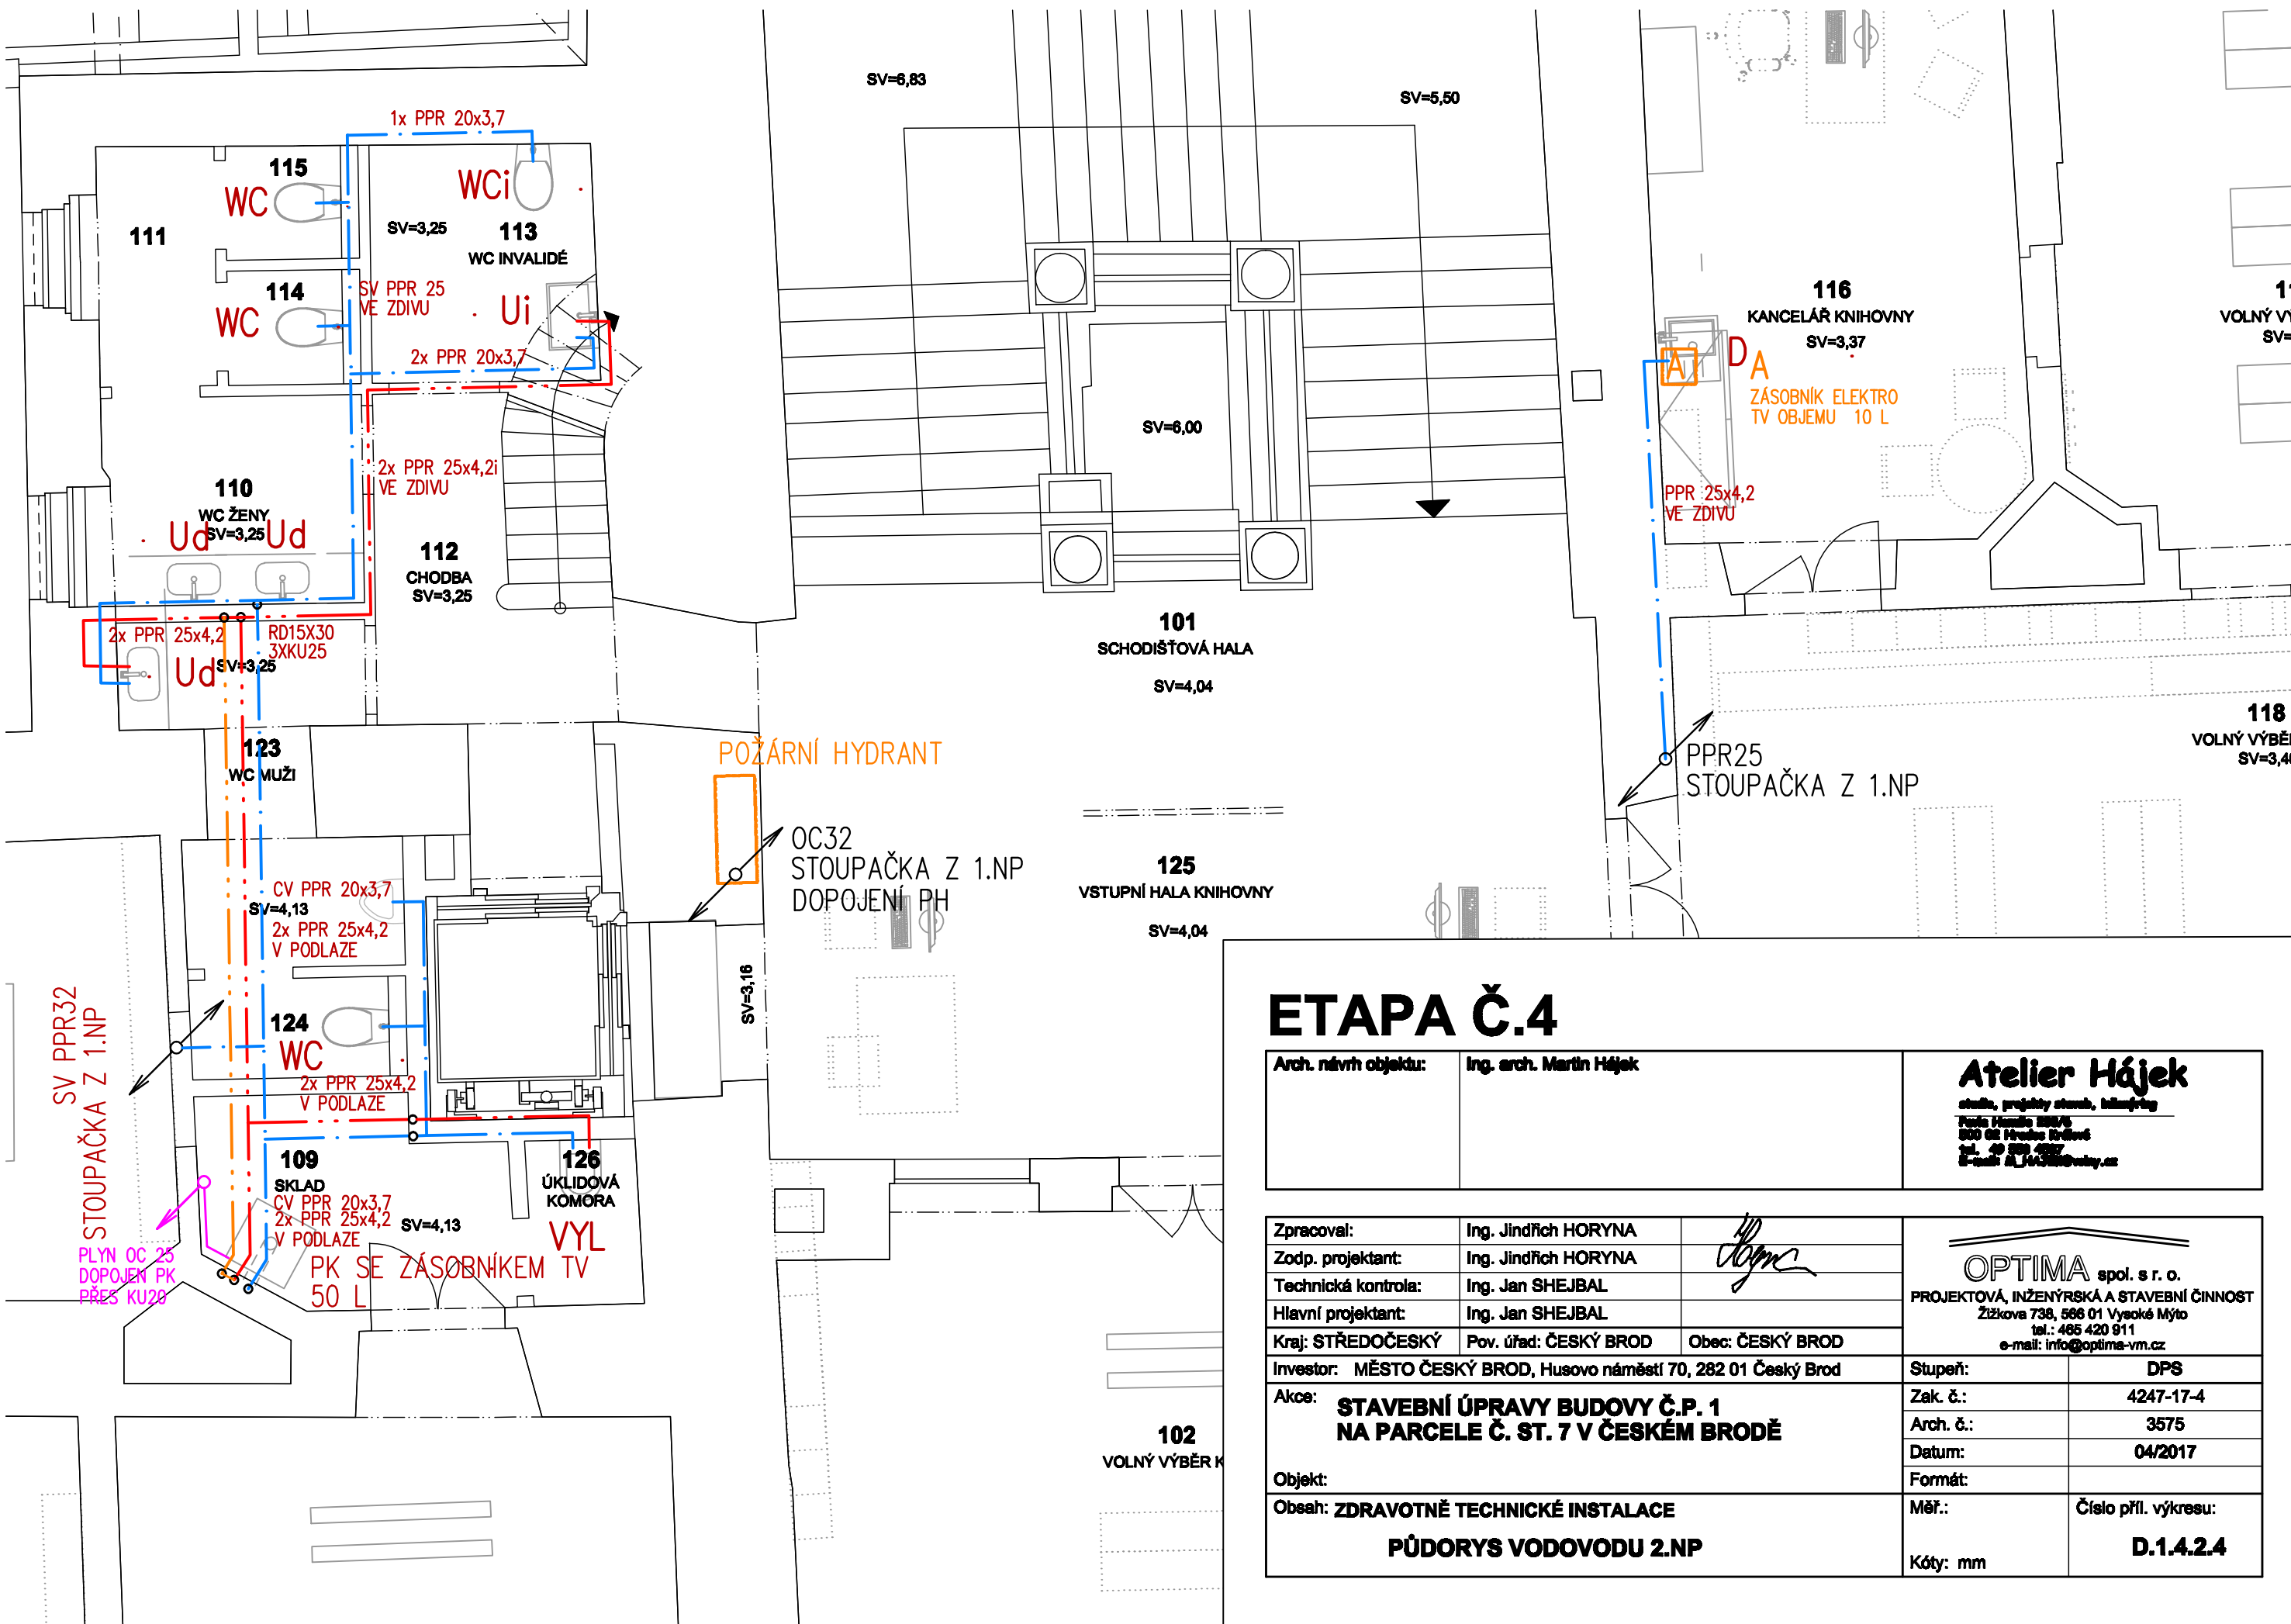 1x PPR 20x3,7
SV=6,83
SV=5,50
115
WC
WCi
SV=3,25
113
WC INVALIDÉ
111
114
WC
SV PPR 25
VE ZDIVU
Ui
2x PPR 20x3,7
116
KANCELÁŘ KNIHOVNY
SV=3,37
VOLNÝ
A
D
A
ZÁSOBNÍK ELEKTRO
TV OBJEMU 10 L
SV=6,00
2x PPR 25x4,2i
VE ZDIVU
110
WC ŽENY
SV=3,25
Ud
Ud
PPR 25x4,2
VE ZDIVU
112
CHODBA
SV=3,25
101
SCHODIŠŤOVÁ HALA
SV=4,04
2x PPR 25x4,2
RD15X30
3XKU25
SV=3,25
Ud
123
WC MUŽI
POŽÁRNÍ HYDRANT
PPR25
STOUPAČKA Z 1.NP
118
VOLNÝ
OC32
STOUPAČKA Z 1.NP
DOPOJENÍ PH
125
VSTUPNÍ HALA KNIHOVNY
SV=4,04
CV PPR 20x3,7
SV=4,13
2x PPR 25x4,2
V PODLAZE
SV=3,16
SV PPR32
STOUPAČKA Z 1.NP
124
WC
2x PPR 25x4,2
V PODLAZE
109
SKLAD
CV PPR 20x3,7
2x PPR 25x4,2
V PODLAZE
SV=4,13
126
ÚKLIDOVÁ
KOMORA
VYL
PLYN OC 25
DOPOJEN PK
PŘES KU20
PK SE ZÁSOBNÍKEM TV
50 L
102
VOLNÝ VÝBĚR K
ETAPA Č.4
Arch. návrh objektu: Ing. arch. Martin Hájek
Atelier Hájek
studio, projekty staveb, inženýring
500 02 Hradec Králové
Zpracoval: Ing. Jindřich HORYNA
Zodp. projektant: Ing. Jindřich HORYNA
Technická kontrola: Ing. Jan SHEJBAL
Hlavní projektant: Ing. Jan SHEJBAL
Kraj: STŘEDOČESKÝ Pov. úřad: ČESKÝ BROD Obec: ČESKÝ BROD
OPTIMA spol. s r. o.
PROJEKTOVÁ, INŽENÝRSKÁ A STAVEBNÍ ČINNOST
Žižkova 738, 566 01 Vysoké Mýto
tel.: 465 420 911
e-mail: info@optima-vm.cz
Investor: MĚSTO ČESKÝ BROD, Husovo náměstí 70, 282 01 Český Brod
Stupeň: DPS
Akce: STAVEBNÍ ÚPRAVY BUDOVY Č.P. 1
NA PARCELE Č. ST. 7 V ČESKÉM BRODĚ
Zak. č.: 4247-17-4
Arch. č.: 3575
Datum: 04/2017
Objekt:
Formát:
Obsah: ZDRAVOTNĚ TECHNICKÉ INSTALACE
PŮDORYS VODOVODU 2.NP
Měř.:
Číslo příl. výkresu:
D.1.4.2.4
Kóty: mm